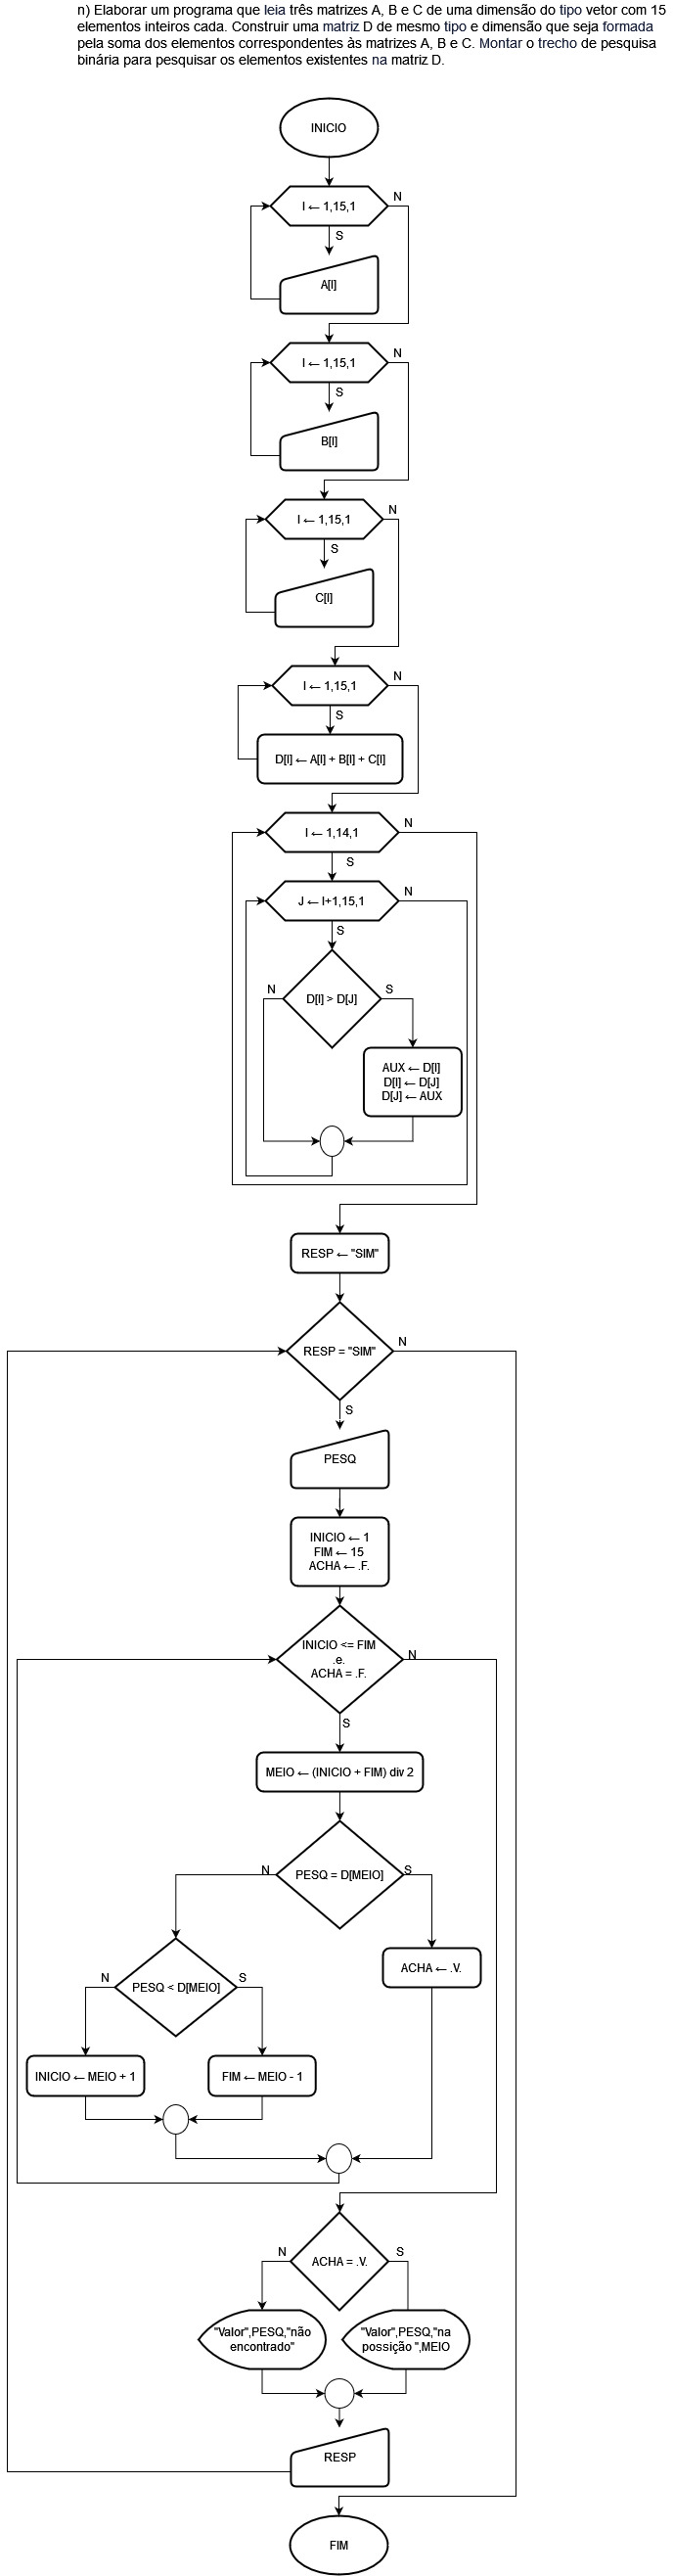 n) Elaborar um programa que leia três matrizes A, B e C de uma dimensão do tipo vetor com 15
elementos inteiros cada. Construir uma matriz D de mesmo tipo e dimensão que seja formada
pela soma dos elementos correspondentes às matrizes A, B e C. Montar o trecho de pesquisa
binária para pesquisar os elementos existentes na matriz D.
INICIO
I ← 1,15,1
N
S
A[I]
I ← 1,15,1
N
S
B[I]
I ← 1,15,1
N
S
C[I]
I ← 1,15,1
N
S
D[I] ← A[I] + B[I] + C[I]
I ← 1,14,1
N
S
J ← I+1,15,1
N
S
N
D[I] > D[J]
S
AUX ← D[I]
D[I] ← D[J]
D[J] ← AUX
RESP ← "SIM"
RESP = "SIM"
N
S
PESQ
INICIO ← 1
FIM ← 15
ACHA ← .F.
INICIO <= FIM
.e.
ACHA = .F.
N
S
MEIO ← (INICIO + FIM) div 2
N
PESQ = D[MEIO]
S
ACHA ← .V.
N
PESQ < D[MEIO]
S
INICIO ← MEIO + 1
FIM ← MEIO - 1
N
ACHA = .V.
S
"Valor",PESQ,"não
encontrado"
"Valor",PESQ,"na
possição ",MEIO
RESP
FIM